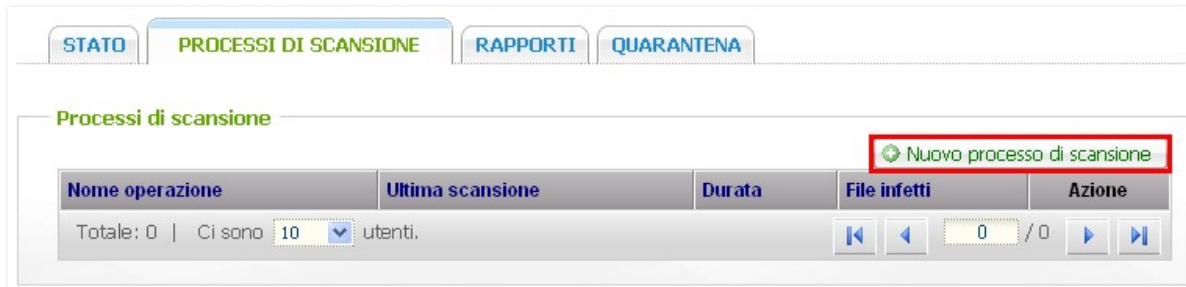 STATO PROCESSI DI SCANSIONE RAPPORTI QUARANTENA
Processi di scansione
Nuovo processo di scansione
Nome operazione Ultima scansione Durata File infetti Azione
Totale: 0 | Ci sono 10 utenti. 0 / 0